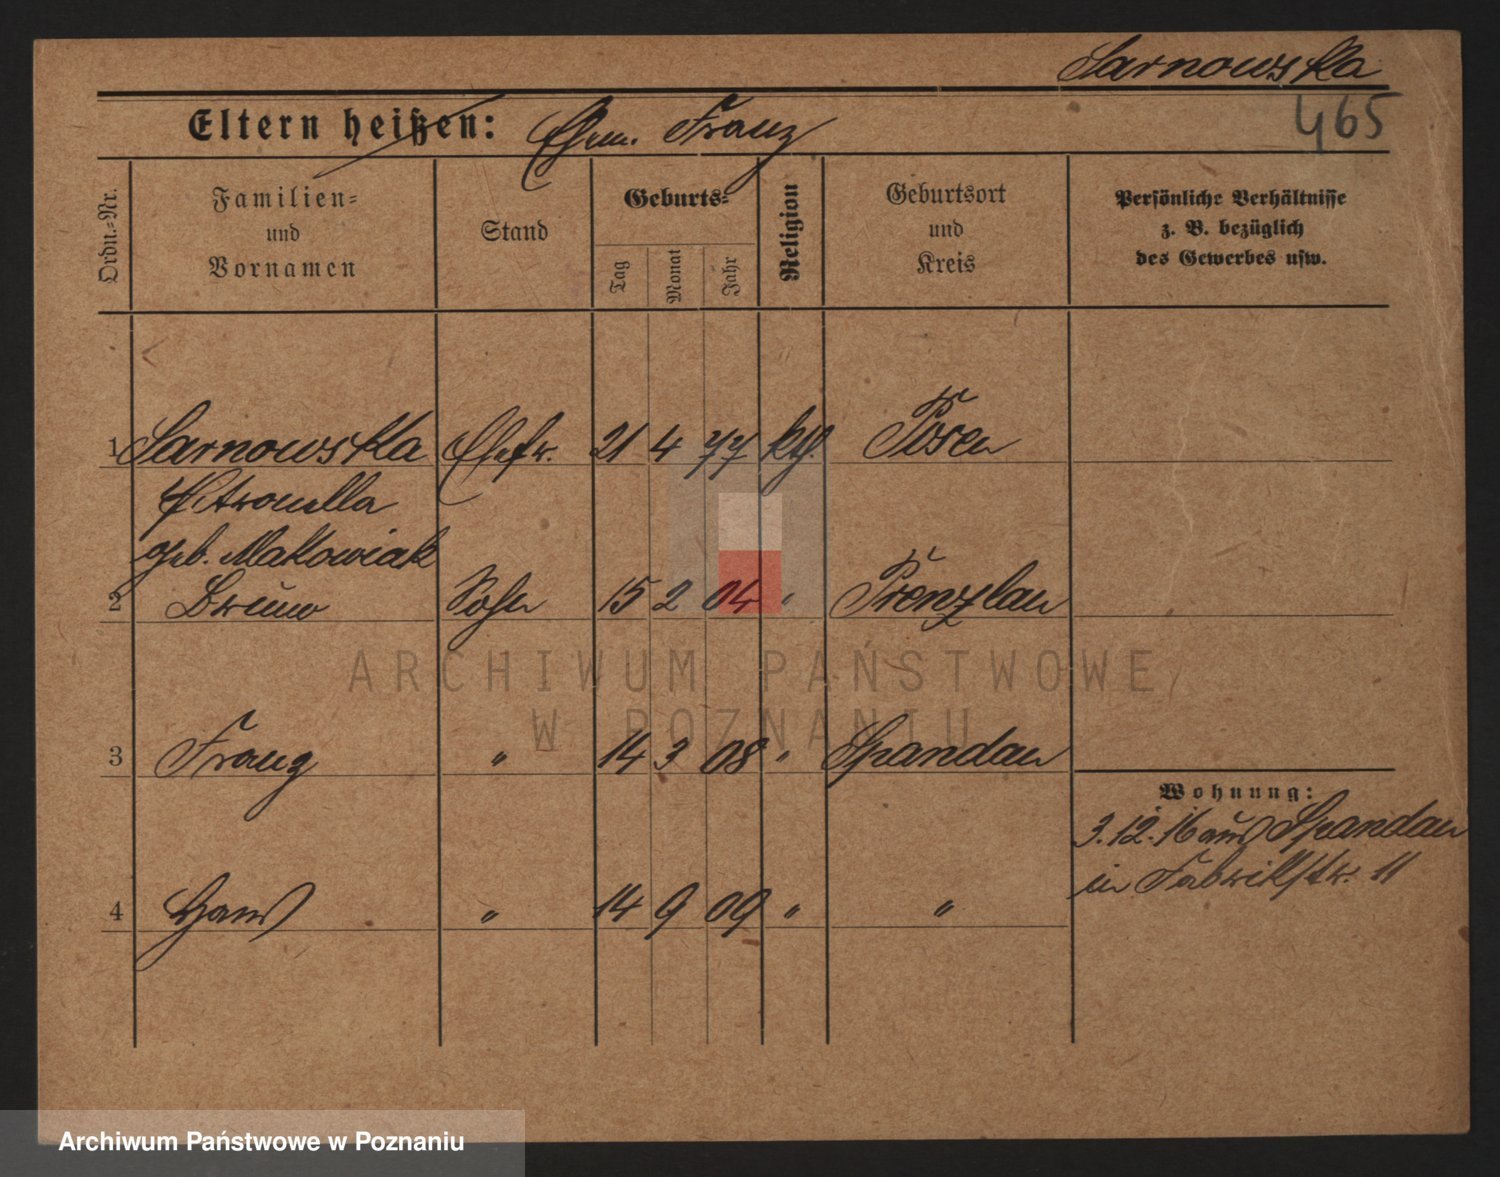 Sarnowska
465
Eltern heißen: Ehem. Franz
Ordn.-Nr.
Familien-
und
Vornamen
Stand
Geburts-
Tag
Monat
Jahr
Religion
Geburtsort
und
Kreis
Persönliche Verhältnisse
z. B. bezüglich
des Gewerbes usw.
1 Sarnowska Ehefr. 21 4 77 kth. Posen
Petronella
geb. Makowiak
2 Bruno Sohn 15 2 04 " Prenzlau
ARCHIWUM PAŃSTWOWE
W POZNANIU
3 Franz " 14 3 08 " Spandau
Wohnung:
3.12.16 aus Spandau
in Fabrikstr. 11
4 Hans " 14 9 09 " "
Archiwum Państwowe w Poznaniu